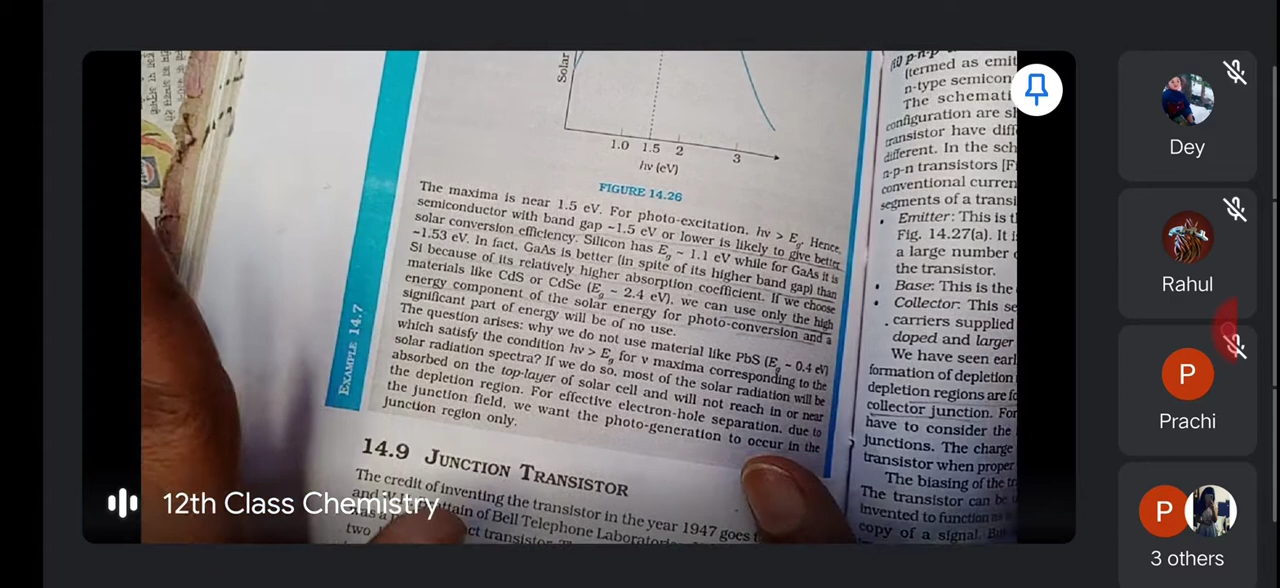 Solar
1.0 1.5 2 3
hν (eV)
FIGURE 14.26
The maxima is near 1.5 eV. For photo-excitation, hν > Eg. Hence,
semiconductor with band gap ~1.5 eV or lower is likely to give better
solar conversion efficiency. Silicon has Eg ~ 1.1 eV while for GaAs it is
~1.53 eV. In fact, GaAs is better (in spite of its higher band gap) than
Si because of its relatively higher absorption coefficient. If we choose
materials like CdS or CdSe (Eg ~ 2.4 eV), we can use only the high
energy component of the solar energy for photo-conversion and a
significant part of energy will be of no use.
The question arises: why we do not use material like PbS (Eg ~ 0.4 eV)
which satisfy the condition hν > Eg for ν maxima corresponding to the
solar radiation spectra? If we do so, most of the solar radiation will be
absorbed on the top-layer of solar cell and will not reach in or near
the depletion region. For effective electron-hole separation, due to
the junction field, we want the photo-generation to occur in the
junction region only.
EXAMPLE 14.7
14.9 JUNCTION TRANSISTOR
The credit of inventing the transistor in the year 1947 goes
of Bell Telephone
two
transistor.
p-n-p
(termed as emit
n-type semicon
The schemati
configuration are
transistor have diff
different. In the sch
n-p-n transistors [F
conventional curren
segments of a transi
• Emitter: This is t
Fig. 14.27(a). It i
a large number
the transistor.
• Base: This is the
• Collector: This se
carriers supplied
doped and larger
We have seen earl
formation of depletion
depletion regions are fo
collector junction. For
have to consider the
junctions. The charge
transistor when proper
The biasing of the
The transistor can be
invented to function as
copy of a signal. But
12th Class Chemistry
Dey
Rahul
P
Prachi
P
3 others